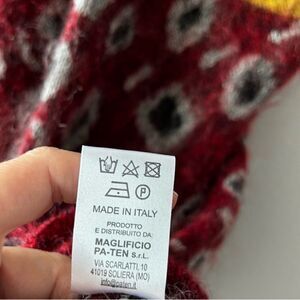 P
MADE IN ITALY
PRODOTTO
E DISTRIBUITO DA:
MAGLIFICIO
PA-TEN S.r.L.
VIA SCARLATTI, 10
41019 SOLIERA (MO)
info@paten.it